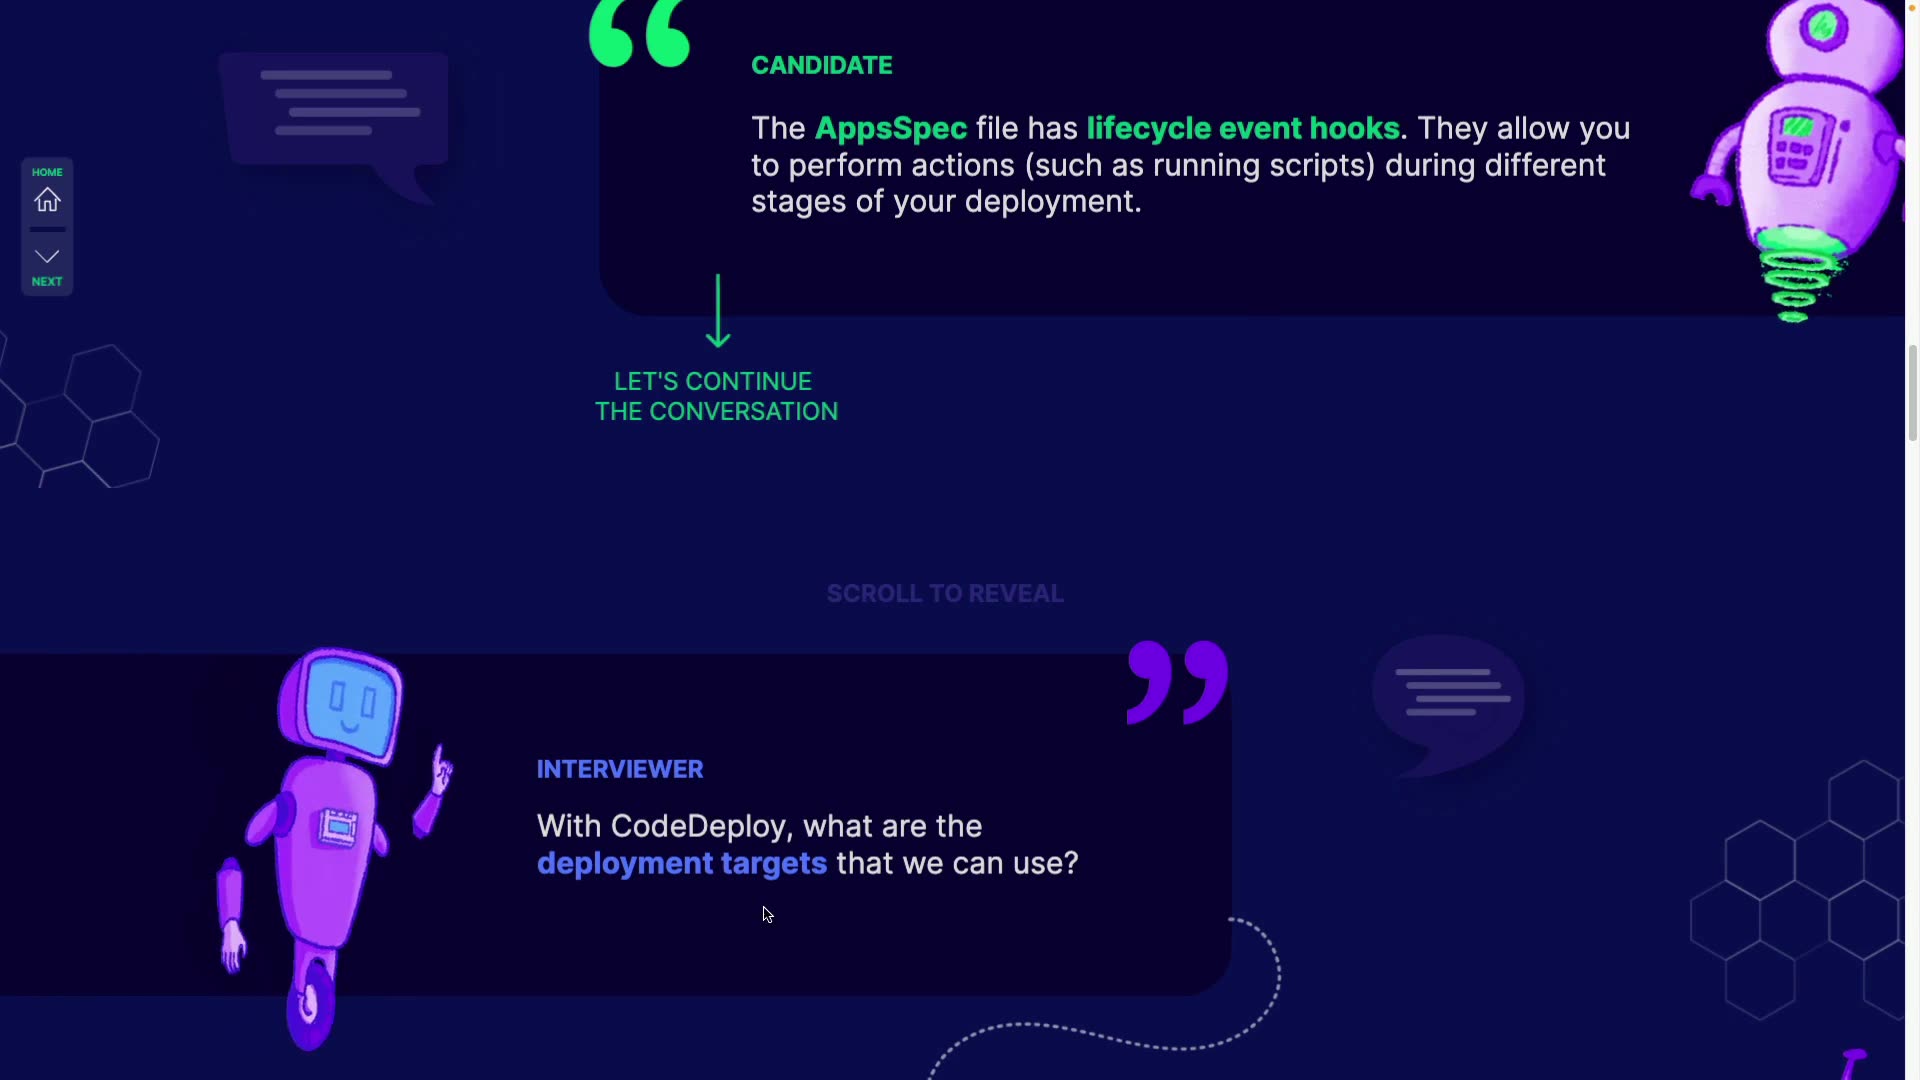 CANDIDATE
The AppsSpec file has lifecycle event hooks. They allow you
to perform actions (such as running scripts) during different
stages of your deployment.
HOME
NEXT
LET'S CONTINUE
THE CONVERSATION
SCROLL TO REVEAL
INTERVIEWER
With CodeDeploy, what are the
deployment targets that we can use?